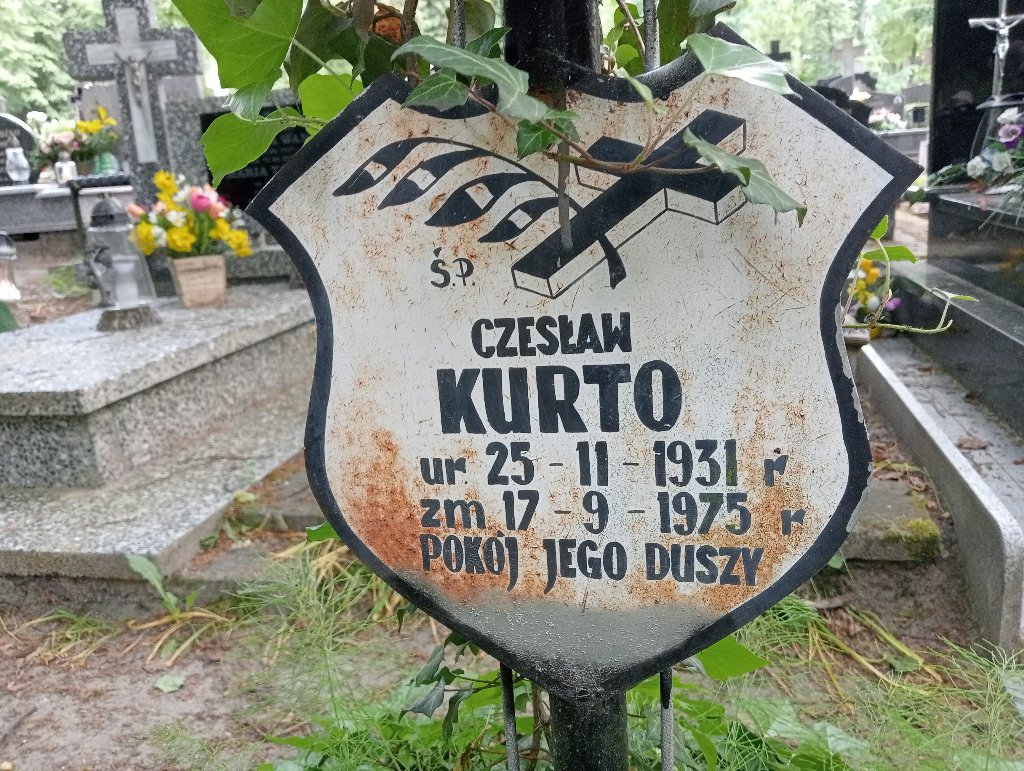 Ś.P.
CZESŁAW
KURTO
ur 25-11-1931 r
zm 17-9-1975 r
POKÓJ JEGO DUSZY